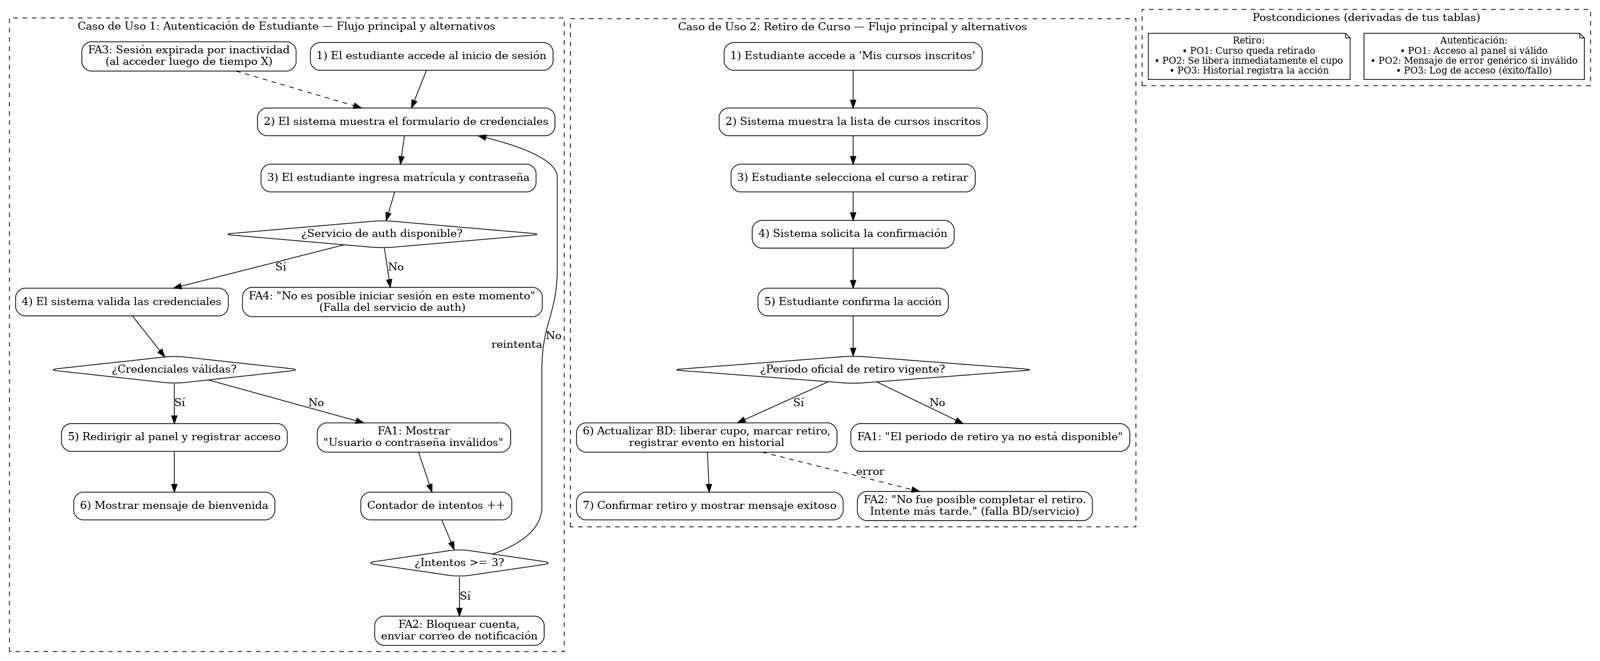 Caso de Uso 1: Autenticación de Estudiante — Flujo principal y alternativos
FA3: Sesión expirada por inactividad
(al acceder luego de tiempo X)
1) El estudiante accede al inicio de sesión
2) El sistema muestra el formulario de credenciales
3) El estudiante ingresa matrícula y contraseña
¿Servicio de auth disponible?
Sí
No
4) El sistema valida las credenciales
FA4: "No es posible iniciar sesión en este momento"
(Falla del servicio de auth)
No
reintenta
¿Credenciales válidas?
Sí
No
5) Redirigir al panel y registrar acceso
FA1: Mostrar
"Usuario o contraseña inválidos"
6) Mostrar mensaje de bienvenida
Contador de intentos ++
¿Intentos >= 3?
Sí
FA2: Bloquear cuenta,
enviar correo de notificación
Caso de Uso 2: Retiro de Curso — Flujo principal y alternativos
1) Estudiante accede a 'Mis cursos inscritos'
2) Sistema muestra la lista de cursos inscritos
3) Estudiante selecciona el curso a retirar
4) Sistema solicita la confirmación
5) Estudiante confirma la acción
¿Periodo oficial de retiro vigente?
Sí
No
6) Actualizar BD: liberar cupo, marcar retiro,
registrar evento en historial
FA1: "El periodo de retiro ya no está disponible"
error
7) Confirmar retiro y mostrar mensaje exitoso
FA2: "No fue posible completar el retiro.
Intente más tarde." (falla BD/servicio)
Postcondiciones (derivadas de tus tablas)
Retiro:
• PO1: Curso queda retirado
• PO2: Se libera inmediatamente el cupo
• PO3: Historial registra la acción
Autenticación:
• PO1: Acceso al panel si válido
• PO2: Mensaje de error genérico si inválido
• PO3: Log de acceso (éxito/fallo)